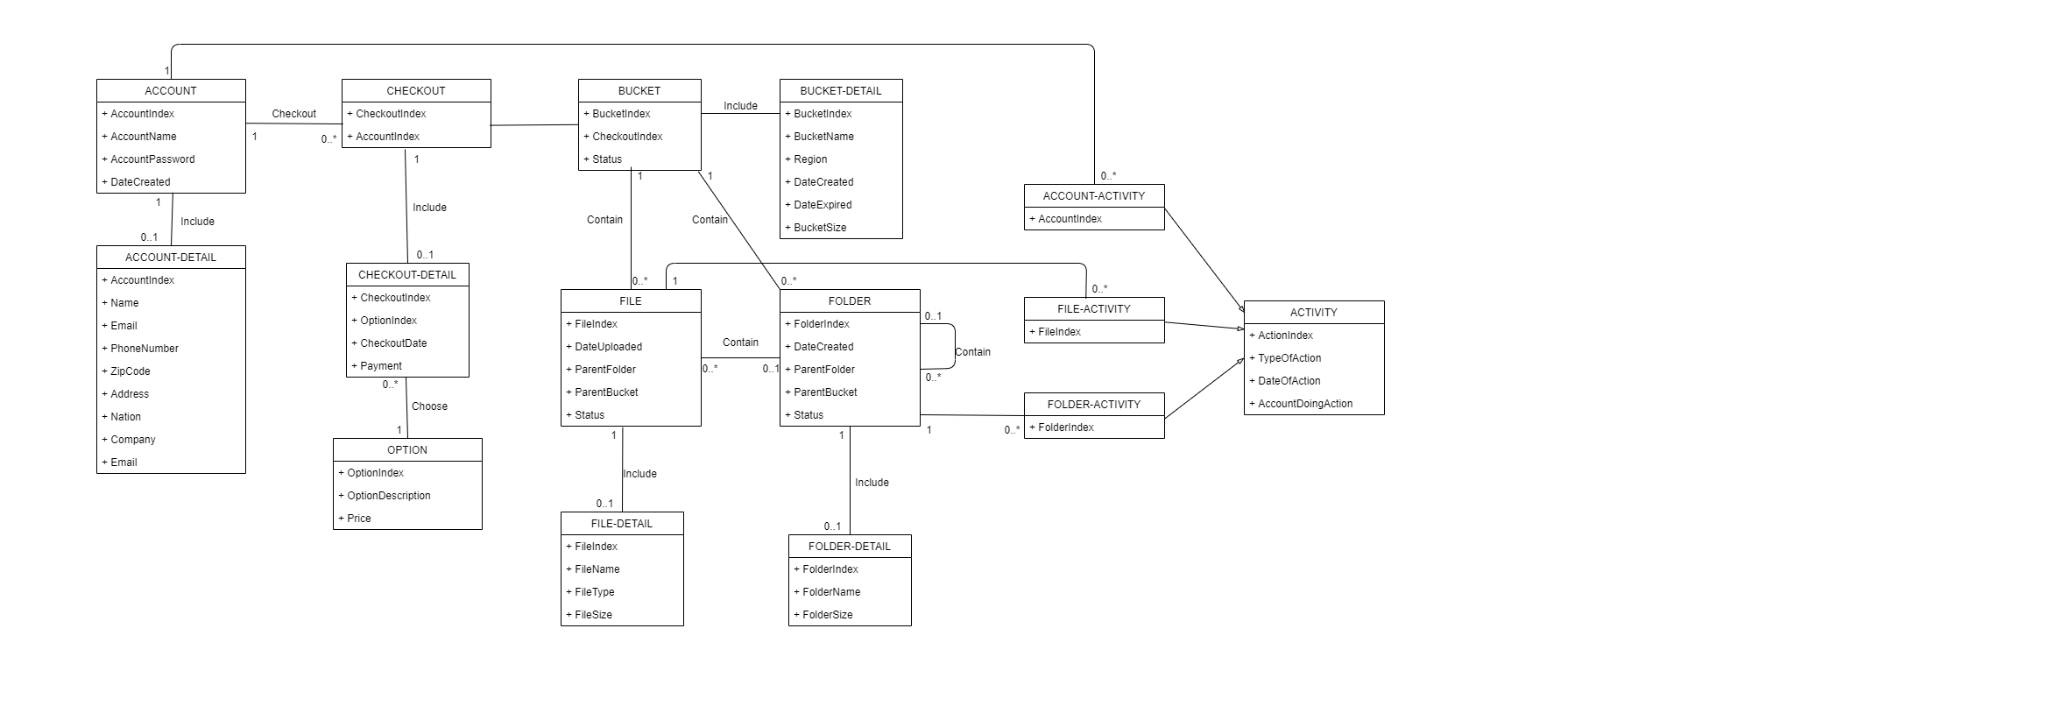 1
ACCOUNT
+ AccountIndex
+ AccountName
+ AccountPassword
+ DateCreated
Checkout
1
0..*
CHECKOUT
+ CheckoutIndex
+ AccountIndex
BUCKET
+ BucketIndex
+ CheckoutIndex
+ Status
Include
BUCKET-DETAIL
+ BucketIndex
+ BucketName
+ Region
+ DateCreated
+ DateExpired
+ BucketSize
0..*
ACCOUNT-ACTIVITY
+ AccountIndex
1
Include
0..1
ACCOUNT-DETAIL
+ AccountIndex
+ Name
+ Email
+ PhoneNumber
+ ZipCode
+ Address
+ Nation
+ Company
+ Email
1
Include
0..1
CHECKOUT-DETAIL
+ CheckoutIndex
+ OptionIndex
+ CheckoutDate
+ Payment
0..*
Choose
1
OPTION
+ OptionIndex
+ OptionDescription
+ Price
1
Contain
0..*
1
Contain
0..*
1
0..*
FILE
+ FileIndex
+ DateUploaded
+ ParentFolder
+ ParentBucket
+ Status
Contain
0..*
0..1
FOLDER
+ FolderIndex
+ DateCreated
+ ParentFolder
+ ParentBucket
+ Status
0..1
Contain
0..*
FILE-ACTIVITY
+ FileIndex
1
0..*
FOLDER-ACTIVITY
+ FolderIndex
ACTIVITY
+ ActionIndex
+ TypeOfAction
+ DateOfAction
+ AccountDoingAction
1
Include
0..1
FILE-DETAIL
+ FileIndex
+ FileName
+ FileType
+ FileSize
1
Include
0..1
FOLDER-DETAIL
+ FolderIndex
+ FolderName
+ FolderSize